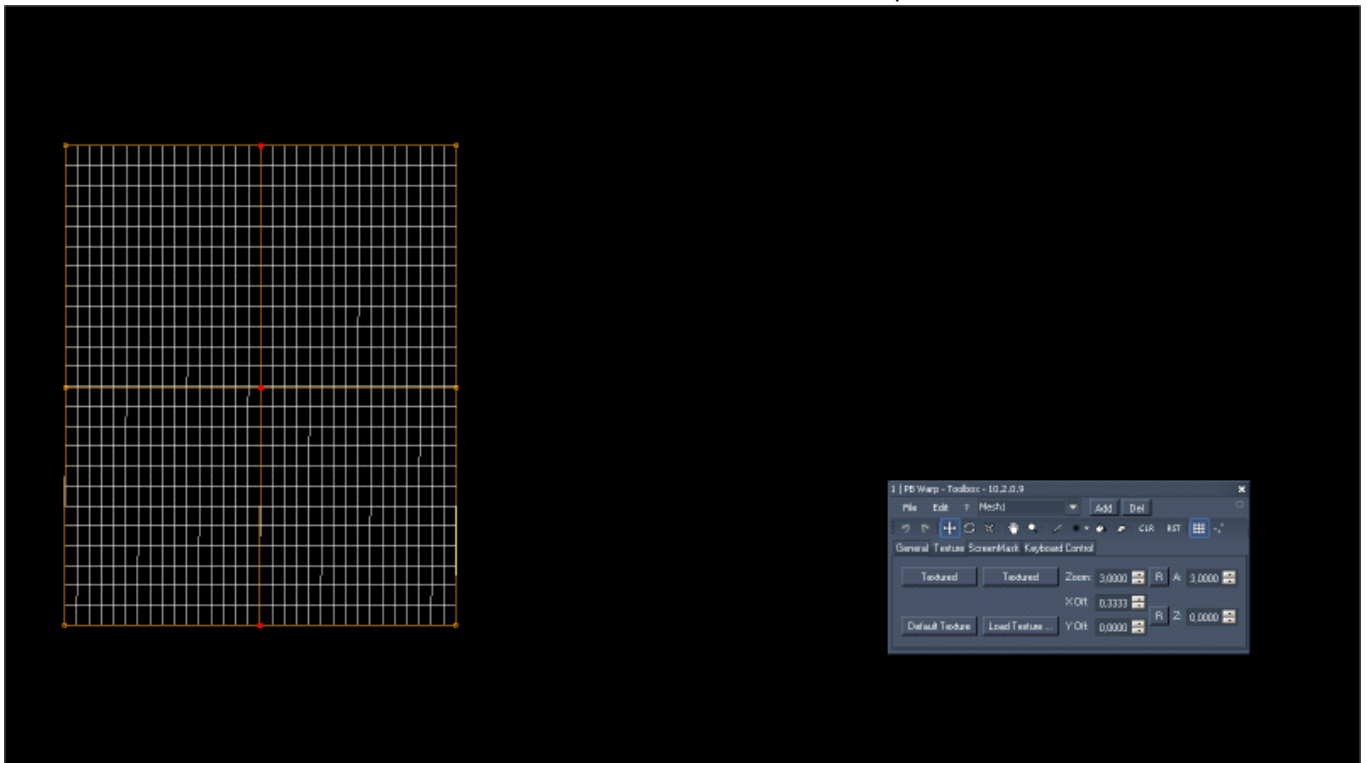 1 | PB Warp - Toolbox - 10.2.0.9
File Edit ? Mesh1 Add Del
CLR RST
General Texture ScreenMask Keyboard Control
Textured Textured Zoom: 3,0000 R A: 3,0000
X Off: 0,3333
R Z: 0,0000
Default Texture Load Texture ... Y Off: 0,0000